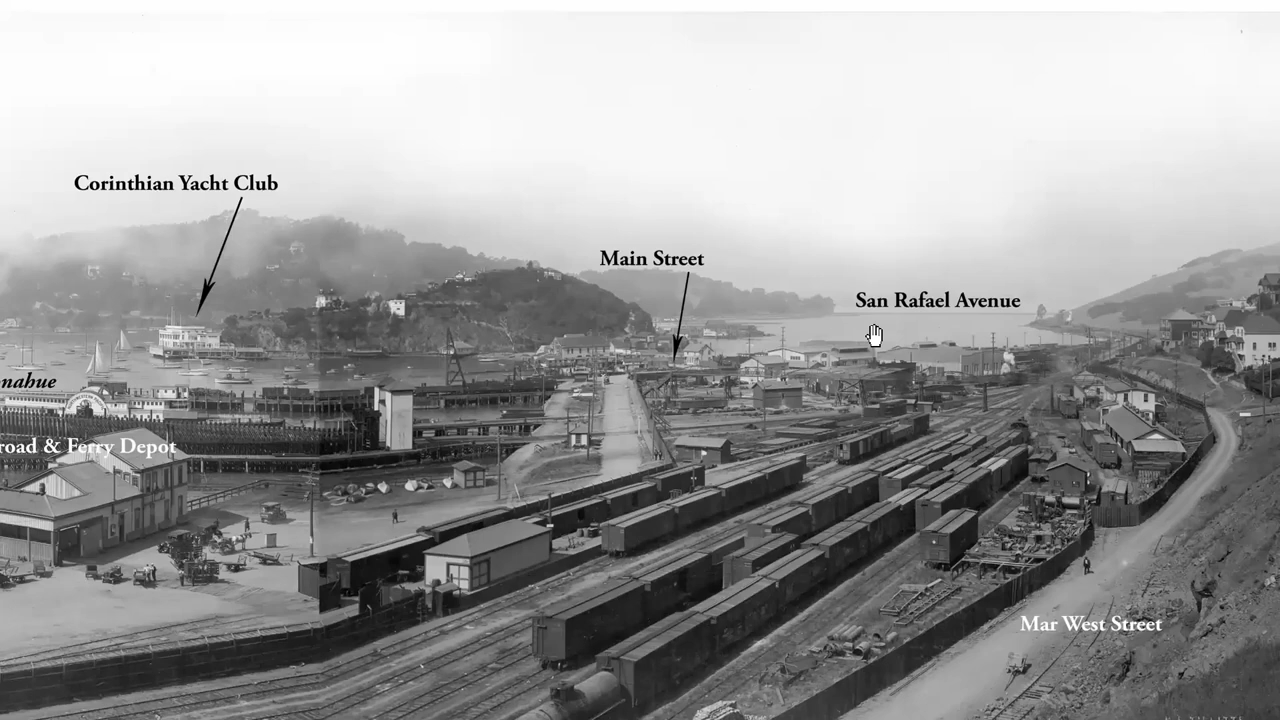 Corinthian Yacht Club
Main Street
San Rafael Avenue
nahue
road & Ferry Depot
Mar West Street